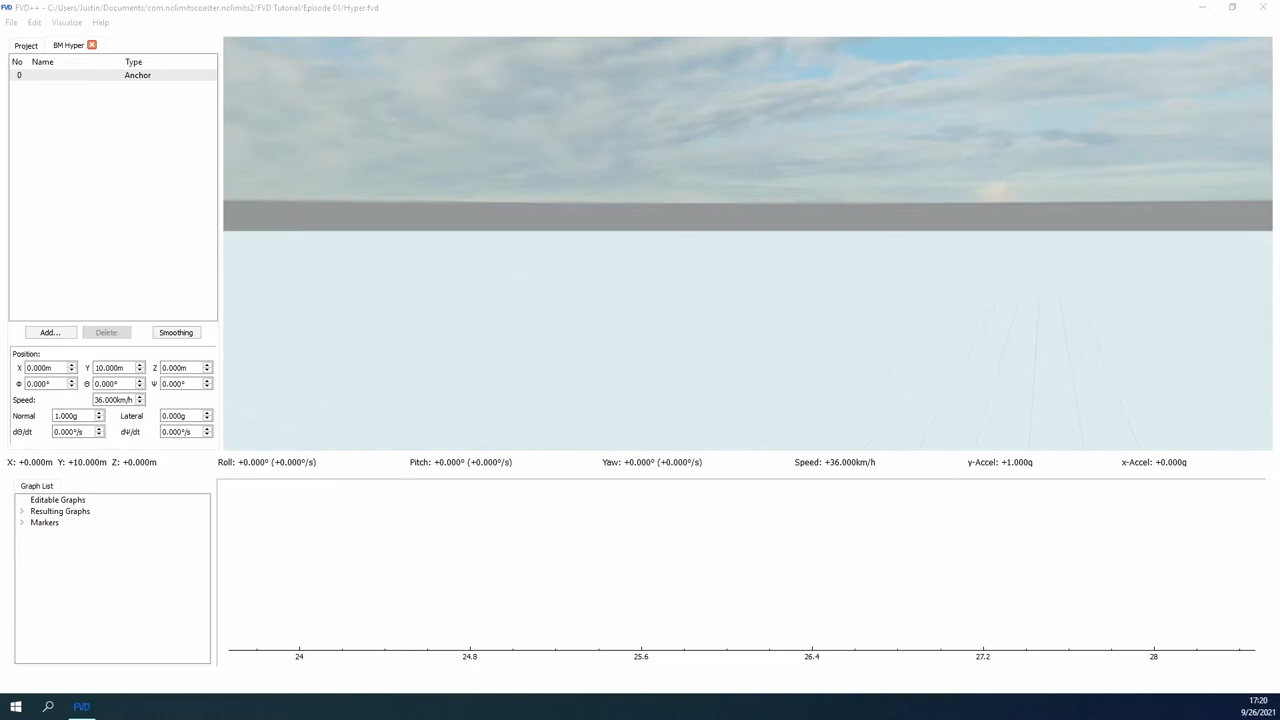 FVD FVD++ - C:/Users/Justin/Documents/com.nolimitscoaster.nolimits2/FVD Tutorial/Episode 01/Hyper.fvd
File Edit Visualize Help
Project BM Hyper
No Name Type
0 Anchor
Add... Delete Smoothing
Position:
X 0.000m Y 10.000m Z 0.000m
Φ 0.000° Θ 0.000° Ψ 0.000°
Speed: 36.000km/h
Normal 1.000g Lateral 0.000g
dΘ/dt 0.000°/s dΨ/dt 0.000°/s
X: +0.000m Y: +10.000m Z: +0.000m Roll: +0.000° (+0.000°/s) Pitch: +0.000° (+0.000°/s) Yaw: +0.000° (+0.000°/s) Speed: +36.000km/h y-Accel: +1.000g x-Accel: +0.000g
Graph List
Editable Graphs
Resulting Graphs
Markers
24 24.8 25.6 26.4 27.2 28
FVD
17:20
9/26/2021